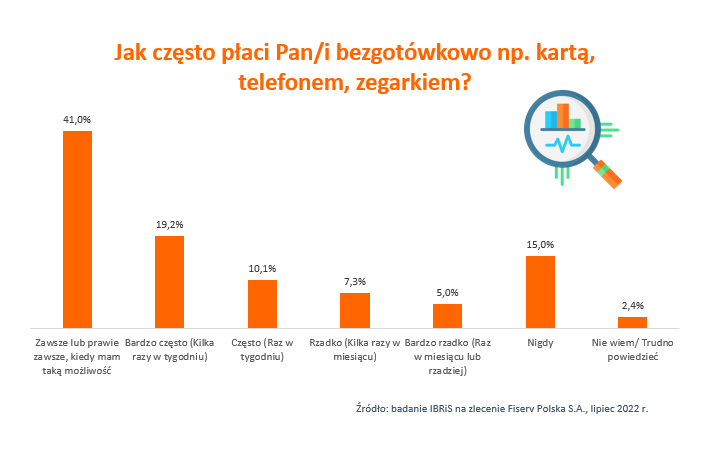 Jak często płaci Pan/i bezgotówkowo np. kartą,
telefonem, zegarkiem?
41,0%
19,2%
10,1%
7,3%
5,0%
15,0%
2,4%
Zawsze lub prawie
zawsze, kiedy mam
taką możliwość
Bardzo często (Kilka
razy w tygodniu)
Często (Raz w
tygodniu)
Rzadko (Kilka razy w
miesiącu)
Bardzo rzadko (Raz
w miesiącu lub
rzadziej)
Nigdy
Nie wiem/ Trudno
powiedzieć
Źródło: badanie IBRiS na zlecenie Fiserv Polska S.A., lipiec 2022 r.